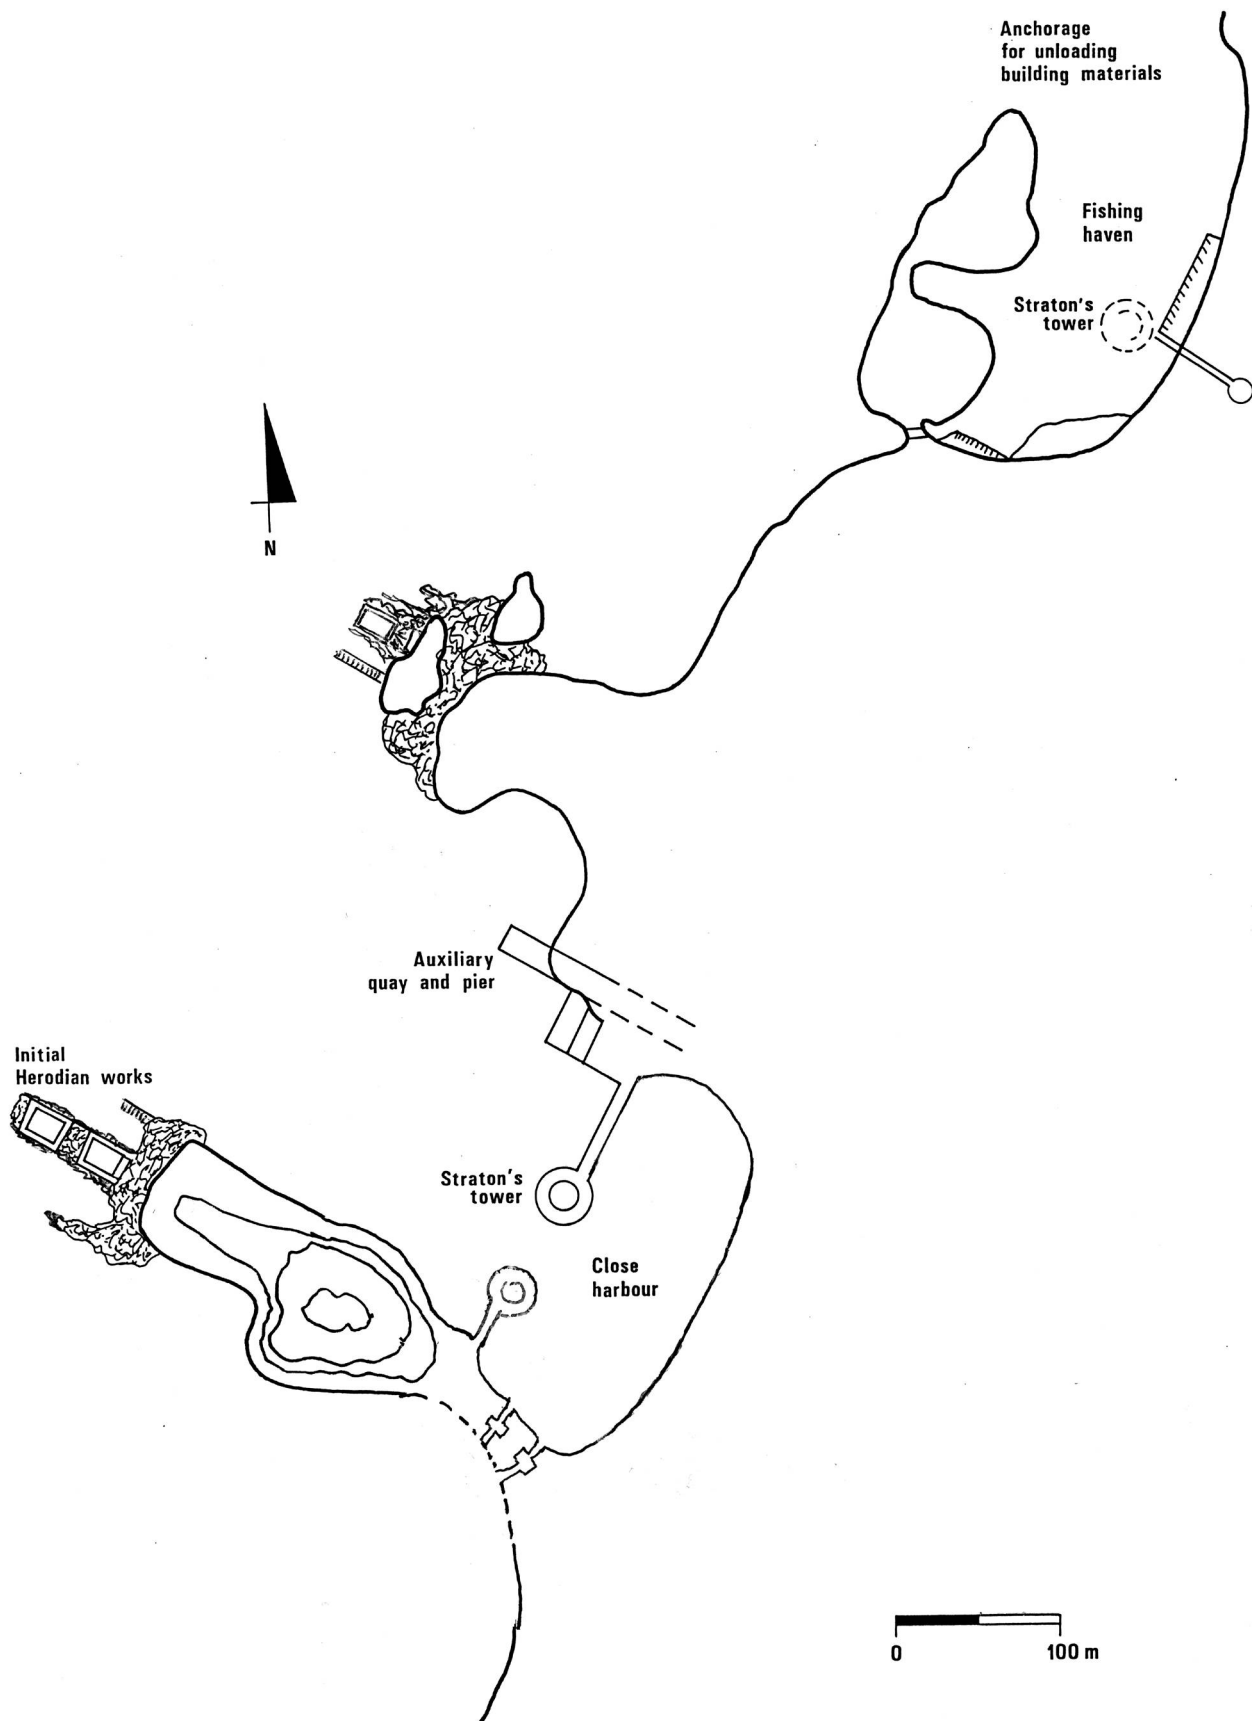 Anchorage
for unloading
building materials
Fishing
haven
Straton's
tower
N
Auxiliary
quay and pier
Initial
Herodian works
Straton's
tower
Close
harbour
0 100 m